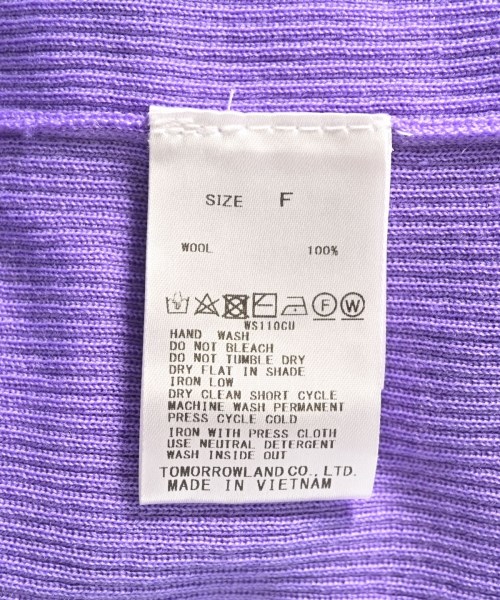 SIZE F
WOOL 100%
F W
WS110GU
HAND WASH
DO NOT BLEACH
DO NOT TUMBLE DRY
DRY FLAT IN SHADE
IRON LOW
DRY CLEAN SHORT CYCLE
MACHINE WASH PERMANENT
PRESS CYCLE COLD
IRON WITH PRESS CLOTH
USE NEUTRAL DETERGENT
WASH INSIDE OUT
TOMORROWLAND CO., LTD.
MADE IN VIETNAM